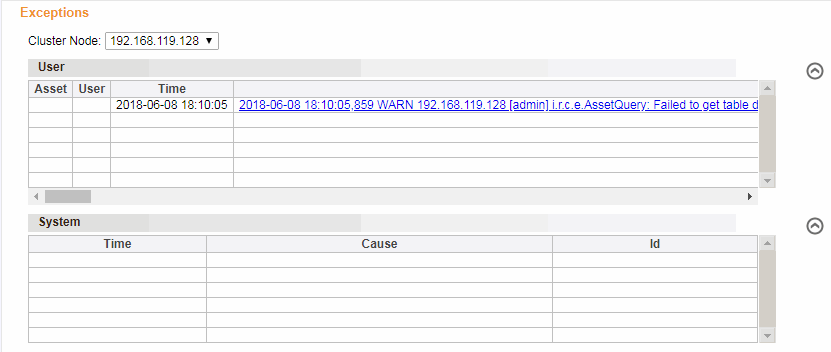 Exceptions
Cluster Node: 192.168.119.128
User
Asset User Time
2018-06-08 18:10:05 2018-06-08 18:10:05,859 WARN 192.168.119.128 [admin] i.r.c.e.AssetQuery: Failed to get table d
System
Time Cause Id